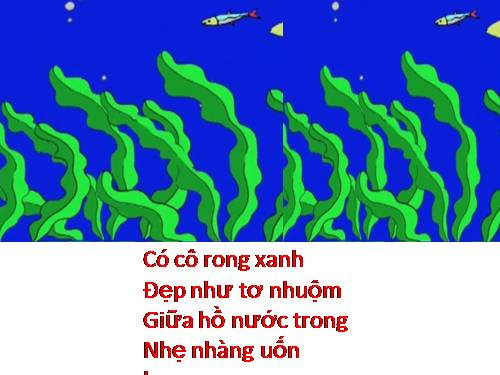 Có cô rong xanh
Đẹp như tơ nhuộm
Giữa hồ nước trong
Nhẹ nhàng uốn